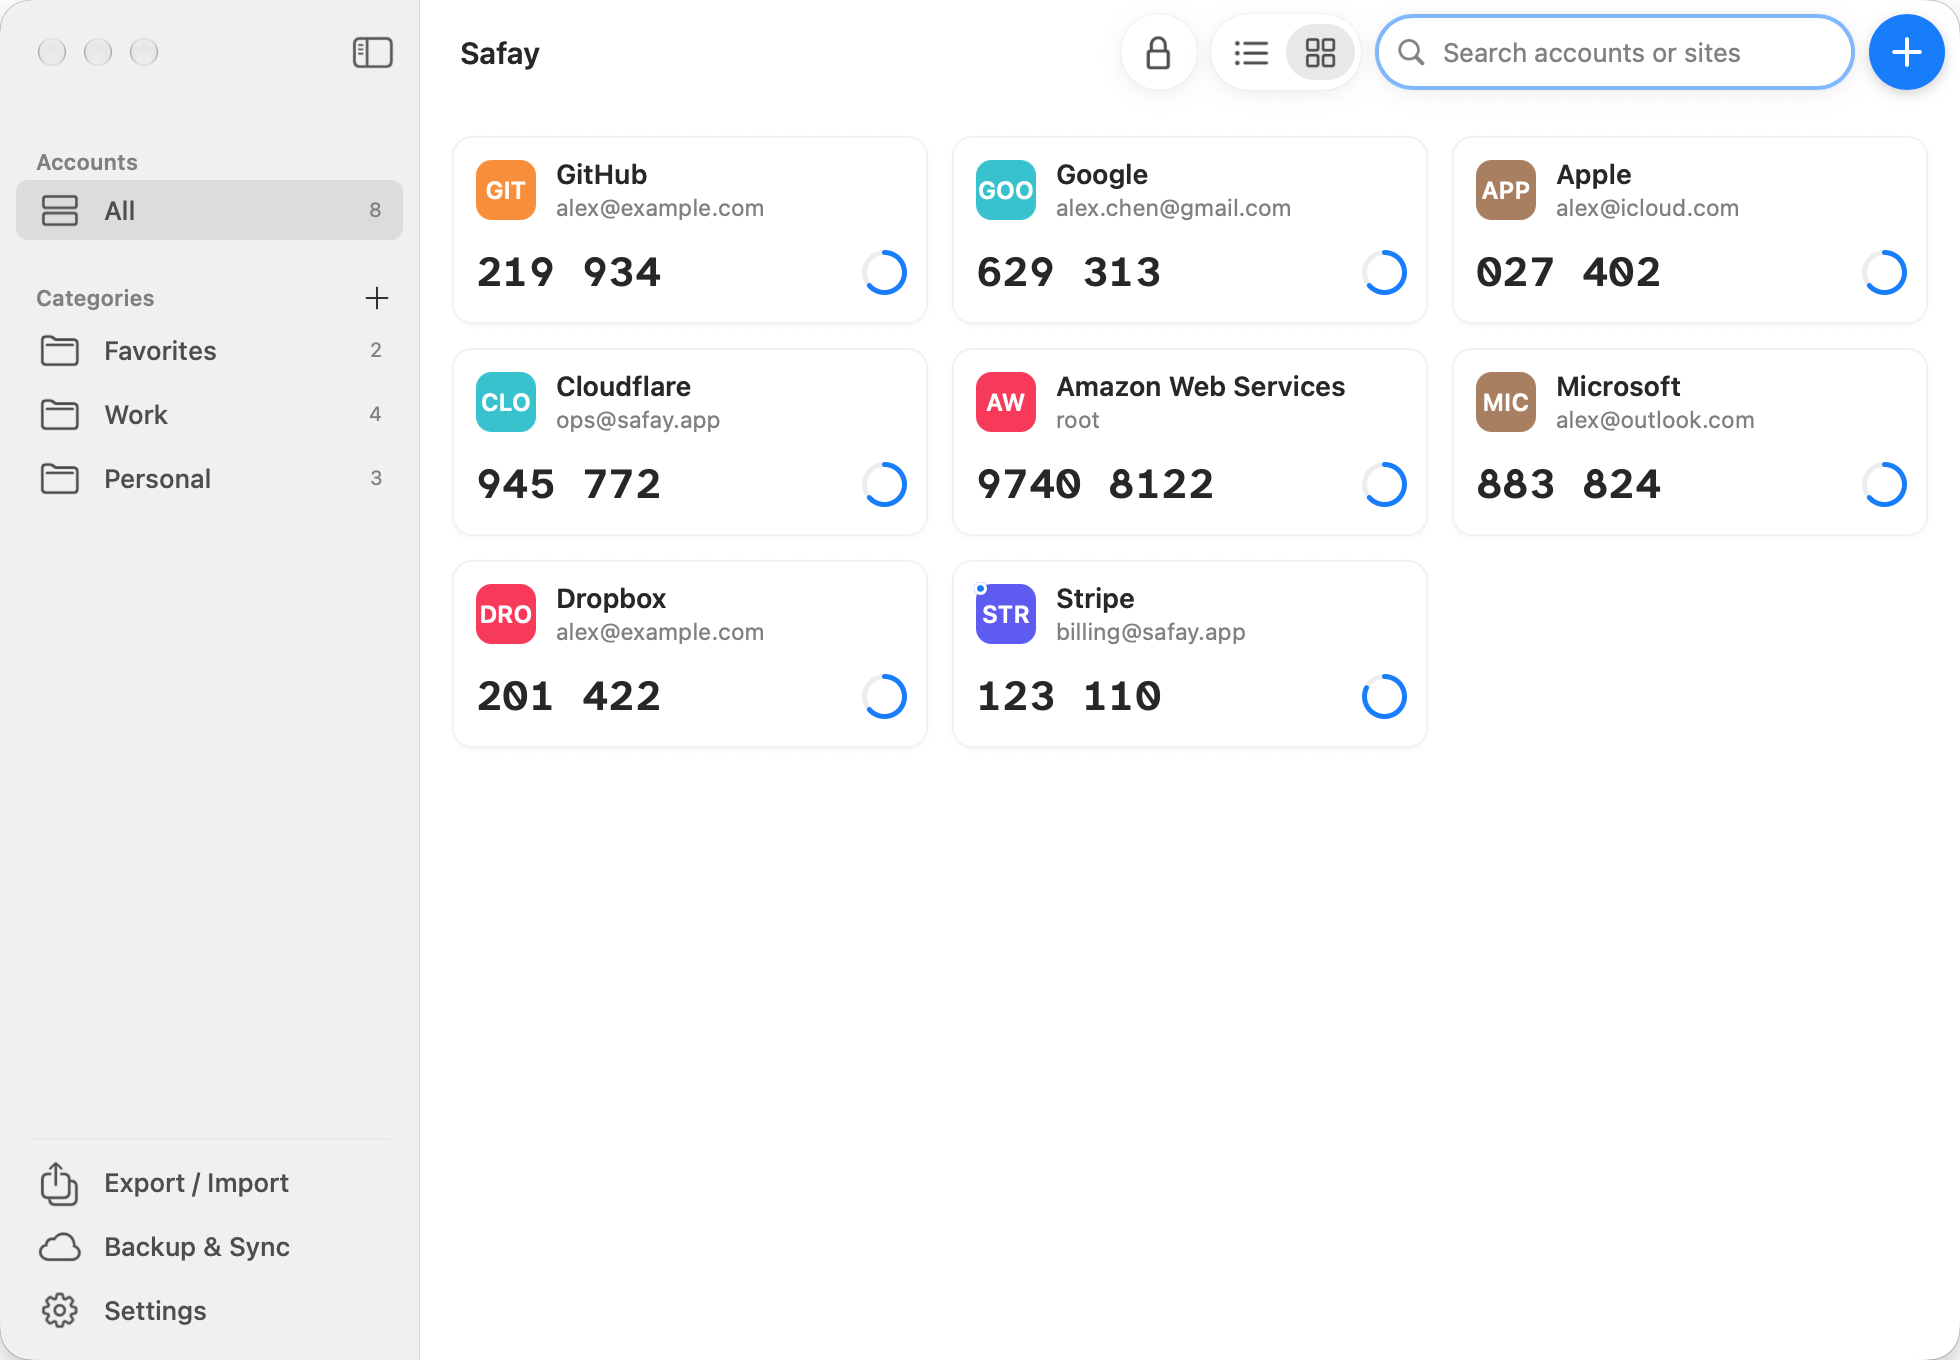 Safay
Search accounts or sites
Accounts
All 8
Categories
Favorites 2
Work 4
Personal 3
Export / Import
Backup & Sync
Settings
GIT
GitHub
alex@example.com
219 934
GOO
Google
alex.chen@gmail.com
629 313
APP
Apple
alex@icloud.com
027 402
CLO
Cloudflare
ops@safay.app
945 772
AW
Amazon Web Services
root
9740 8122
MIC
Microsoft
alex@outlook.com
883 824
DRO
Dropbox
alex@example.com
201 422
STR
Stripe
billing@safay.app
123 110